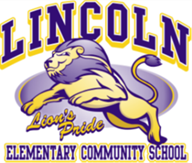 LINCOLN
Lion's
Pride
ELEMENTARY COMMUNITY SCHOOL